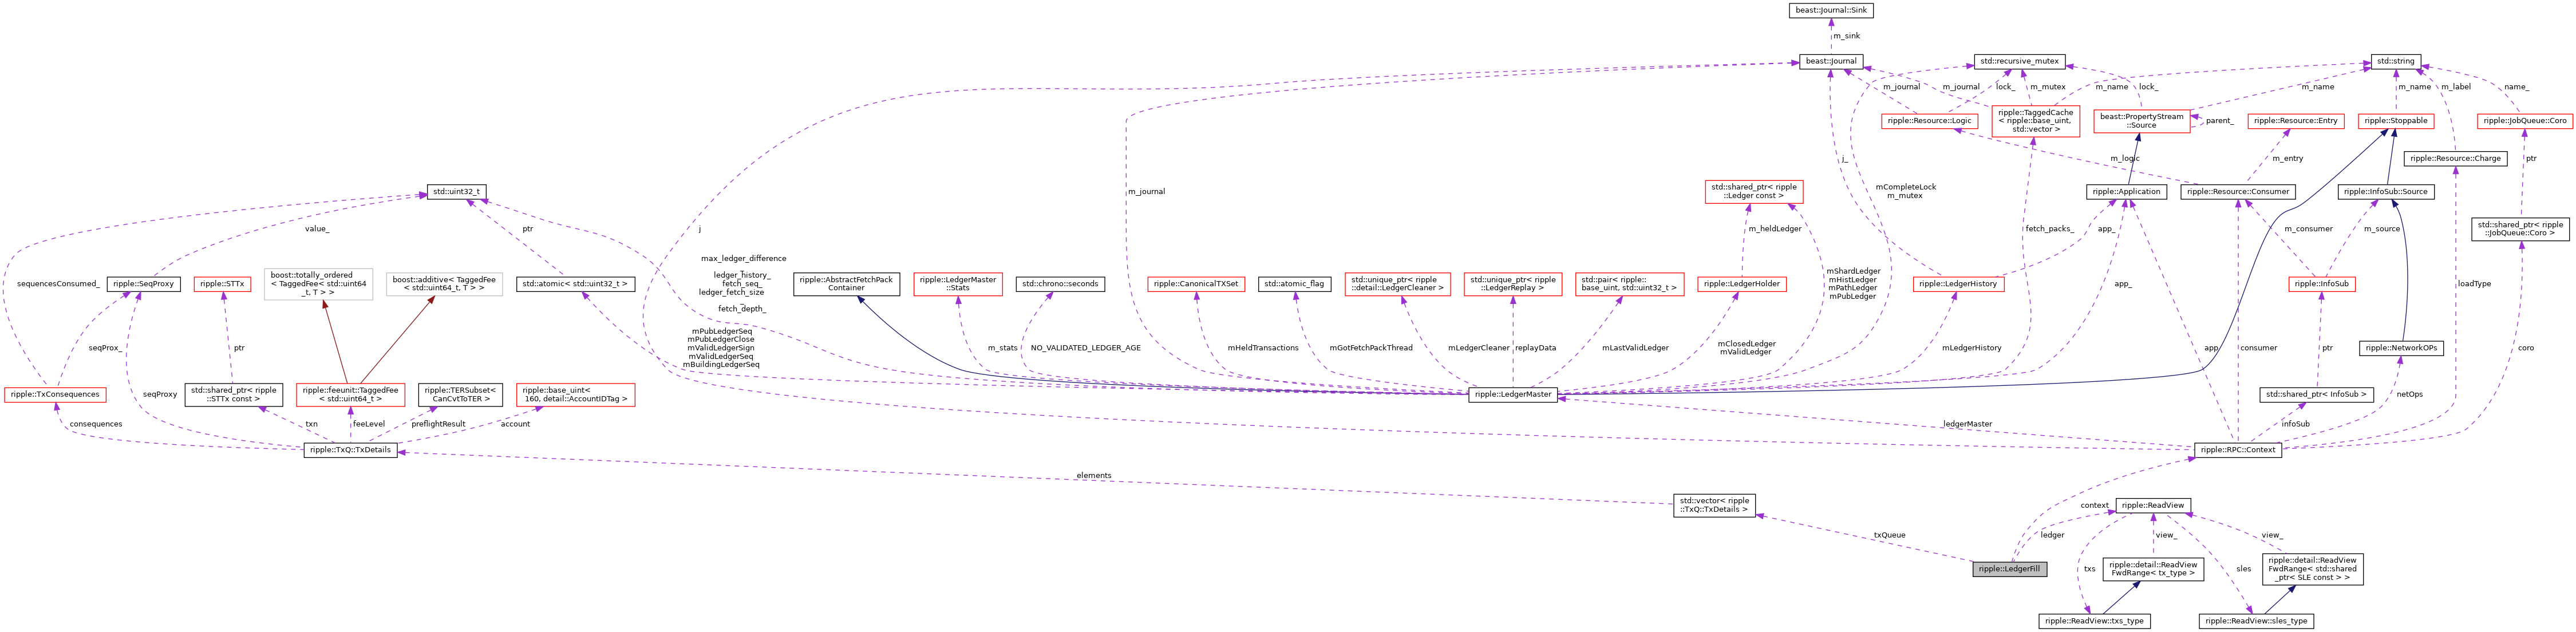 beast::Journal::Sink
m_sink
beast::Journal
std::recursive_mutex
std::string
m_journal
lock_
m_journal
m_mutex
m_name
lock_
m_name
m_name
m_label
name_
ripple::Resource::Logic
ripple::TaggedCache
< ripple::base_uint,
std::vector >
beast::PropertyStream
::Source
parent_
ripple::Resource::Entry
ripple::Stoppable
ripple::JobQueue::Coro
j_
m_logic
m_entry
ripple::Resource::Charge
ptr
std::uint32_t
m_journal
std::shared_ptr< ripple
::Ledger const >
mCompleteLock
m_mutex
ripple::Application
ripple::Resource::Consumer
ripple::InfoSub::Source
value_
ptr
j
m_heldLedger
fetch_packs_
app_
m_consumer
m_source
std::shared_ptr< ripple
::JobQueue::Coro >
sequencesConsumed_
ripple::SeqProxy
ripple::STTx
boost::totally_ordered
< TaggedFee< std::uint64
_t, T > >
boost::additive< TaggedFee
< std::uint64_t, T > >
std::atomic< std::uint32_t >
max_ledger_difference
_
ledger_history_
fetch_seq_
ledger_fetch_size
_
fetch_depth_
ripple::AbstractFetchPack
Container
ripple::LedgerMaster
::Stats
std::chrono::seconds
ripple::CanonicalTXSet
std::atomic_flag
std::unique_ptr< ripple
::detail::LedgerCleaner >
std::unique_ptr< ripple
::LedgerReplay >
std::pair< ripple::
base_uint, std::uint32_t >
ripple::LedgerHolder
mShardLedger
mHistLedger
mPathLedger
mPubLedger
ripple::LedgerHistory
app_
ripple::InfoSub
loadType
seqProx_
ptr
mPubLedgerSeq
mPubLedgerClose
mValidLedgerSign
mValidLedgerSeq
mBuildingLedgerSeq
m_stats
NO_VALIDATED_LEDGER_AGE
mHeldTransactions
mGotFetchPackThread
mLedgerCleaner
replayData
mLastValidLedger
mClosedLedger
mValidLedger
mLedgerHistory
app
consumer
ptr
ripple::NetworkOPs
coro
ripple::TxConsequences
seqProxy
std::shared_ptr< ripple
::STTx const >
ripple::feeunit::TaggedFee
< std::uint64_t >
ripple::TERSubset<
CanCvtToTER >
ripple::base_uint<
160, detail::AccountIDTag >
ripple::LedgerMaster
std::shared_ptr< InfoSub >
netOps
consequences
txn
feeLevel
preflightResult
account
ledgerMaster
infoSub
ripple::TxQ::TxDetails
ripple::RPC::Context
elements
std::vector< ripple
::TxQ::TxDetails >
context
ripple::ReadView
txQueue
ledger
view_
view_
ripple::LedgerFill
txs
ripple::detail::ReadView
FwdRange< tx_type >
sles
ripple::detail::ReadView
FwdRange< std::shared
_ptr< SLE const > >
ripple::ReadView::txs_type
ripple::ReadView::sles_type